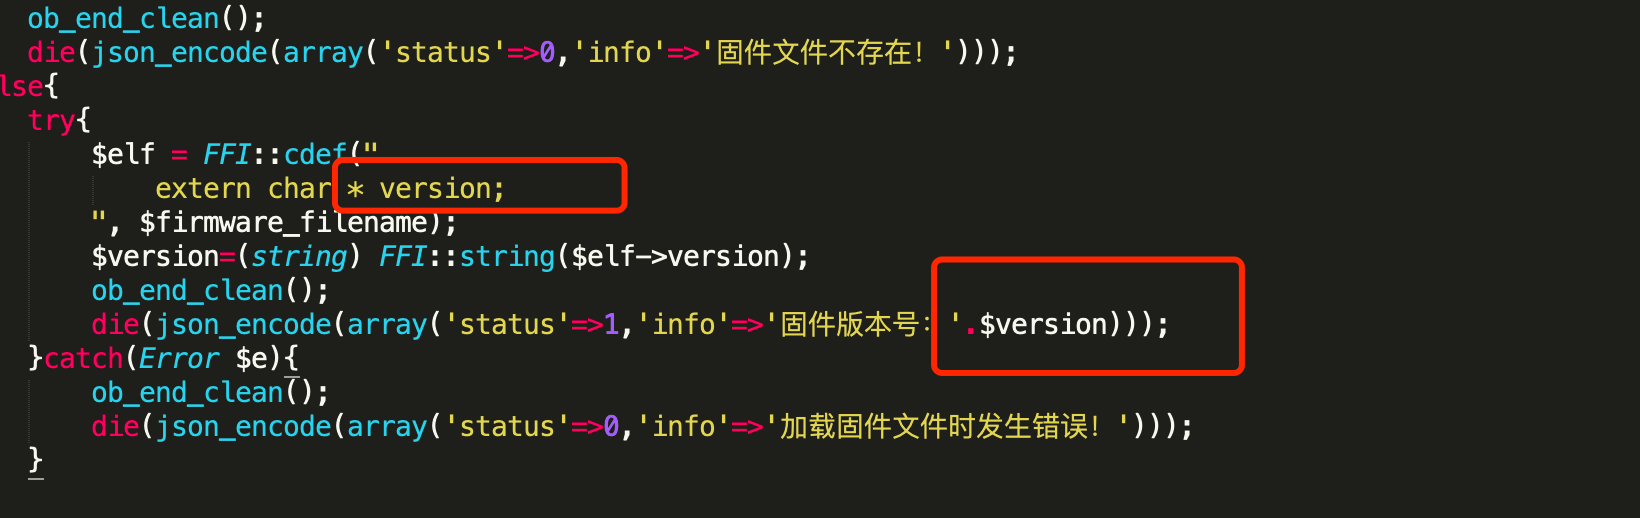 ob_end_clean();
die(json_encode(array('status'=>0,'info'=>'固件文件不存在！')));
lse{
try{
$elf = FFI::cdef("
extern char * version;
", $firmware_filename);
$version=(string) FFI::string($elf->version);
ob_end_clean();
die(json_encode(array('status'=>1,'info'=>'固件版本号：'.$version)));
}catch(Error $e){
ob_end_clean();
die(json_encode(array('status'=>0,'info'=>'加载固件文件时发生错误！')));
}